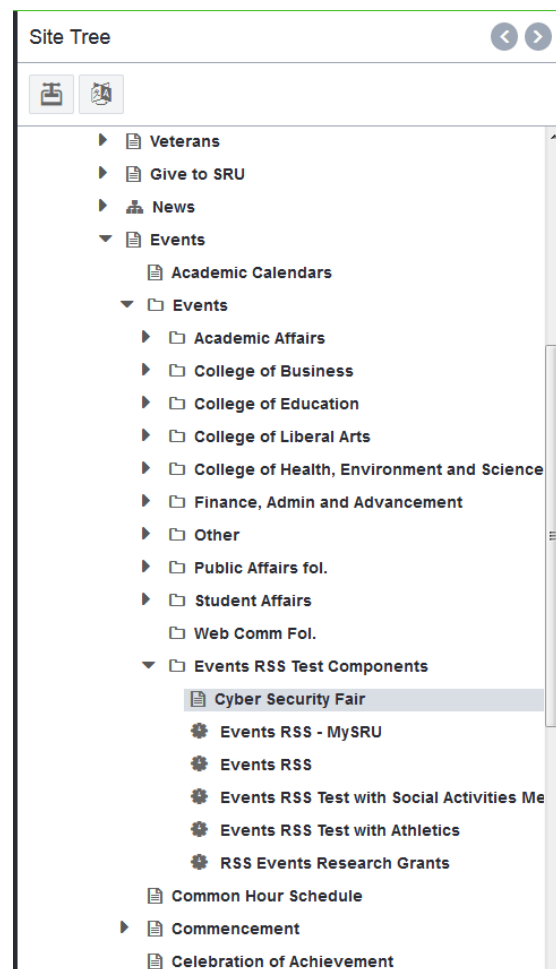 Site Tree
Veterans
Give to SRU
News
Events
Academic Calendars
Events
Academic Affairs
College of Business
College of Education
College of Liberal Arts
College of Health, Environment and Science
Finance, Admin and Advancement
Other
Public Affairs fol.
Student Affairs
Web Comm Fol.
Events RSS Test Components
Cyber Security Fair
Events RSS - MySRU
Events RSS
Events RSS Test with Social Activities Me
Events RSS Test with Athletics
RSS Events Research Grants
Common Hour Schedule
Commencement
Celebration of Achievement